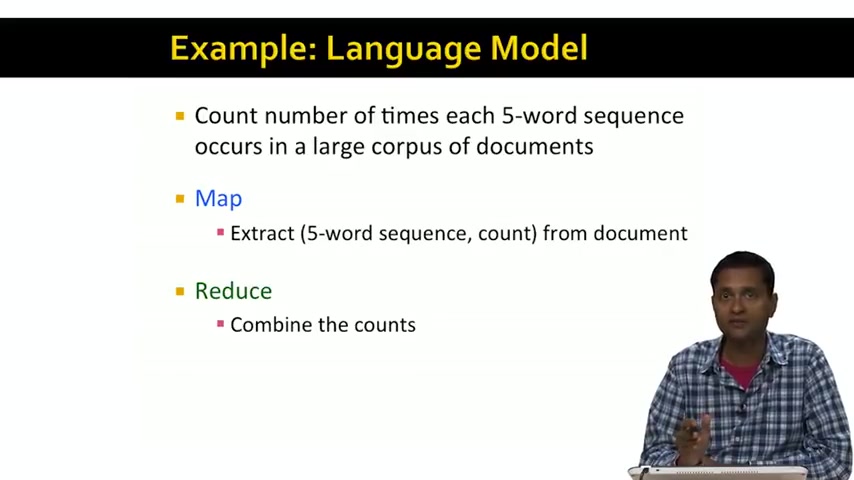 Example: Language Model
Count number of times each 5-word sequence
occurs in a large corpus of documents
Map
Extract (5-word sequence, count) from document
Reduce
Combine the counts